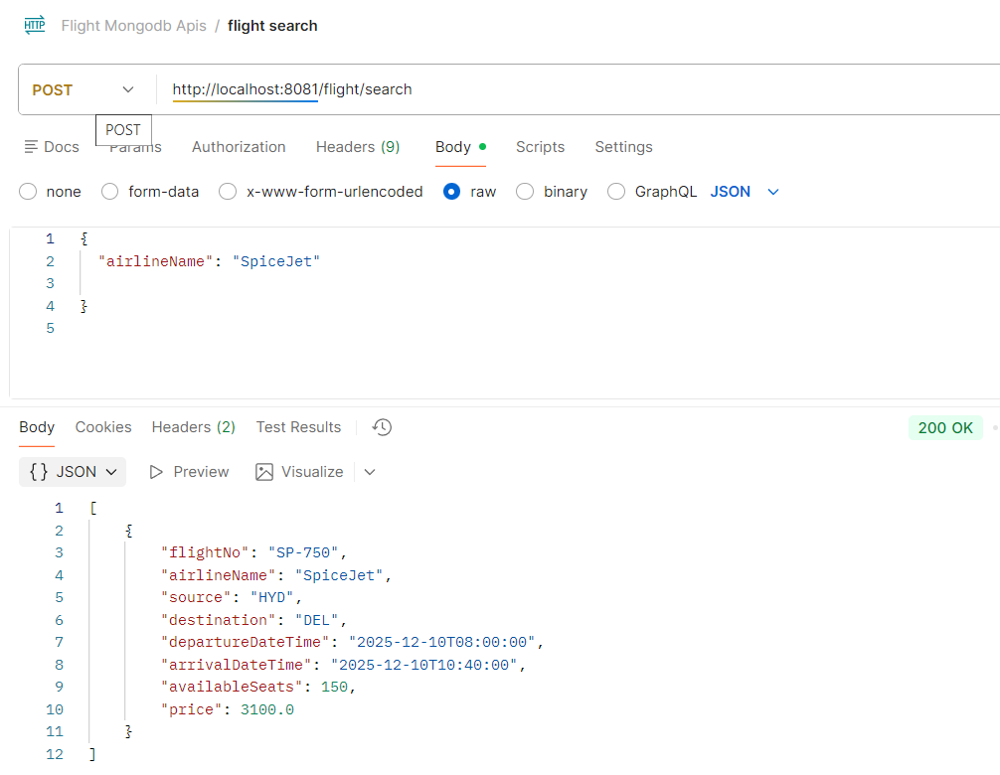 HTTP Flight Mongodb Apis / flight search
POST http://localhost:8081/flight/search
POST
Docs Params Authorization Headers (9) Body Scripts Settings
none form-data x-www-form-urlencoded raw binary GraphQL JSON
1 {
2 "airlineName": "SpiceJet"
3
4 }
5
Body Cookies Headers (2) Test Results 200 OK
{} JSON Preview Visualize
1 [
2 {
3 "flightNo": "SP-750",
4 "airlineName": "SpiceJet",
5 "source": "HYD",
6 "destination": "DEL",
7 "departureDateTime": "2025-12-10T08:00:00",
8 "arrivalDateTime": "2025-12-10T10:40:00",
9 "availableSeats": 150,
10 "price": 3100.0
11 }
12 ]